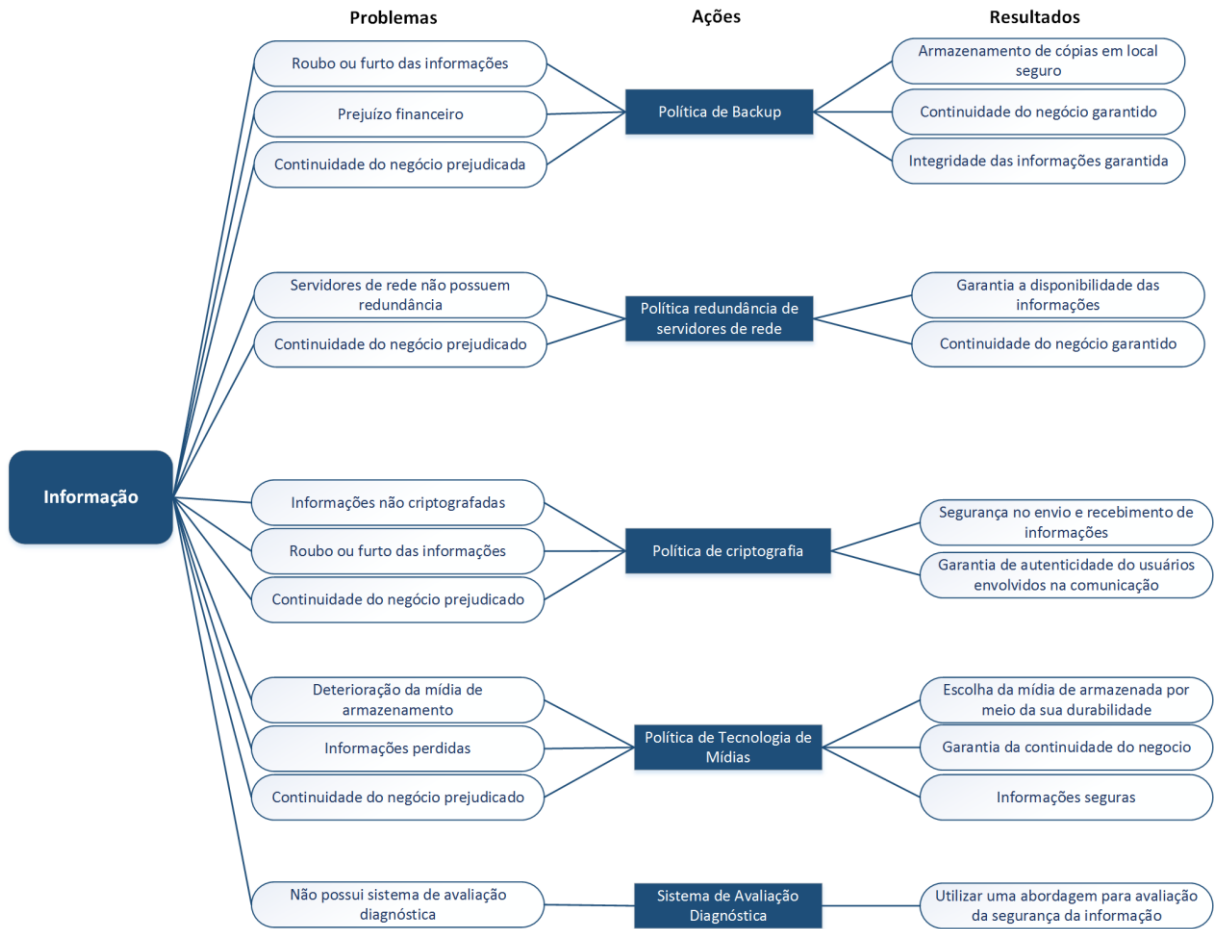 Problemas
Ações
Resultados
Roubo ou furto das informações
Prejuízo financeiro
Continuidade do negócio prejudicada
Política de Backup
Armazenamento de cópias em local
seguro
Continuidade do negócio garantido
Integridade das informações garantida
Servidores de rede não possuem
redundância
Continuidade do negócio prejudicado
Política redundância de
servidores de rede
Garantia a disponibilidade das
informações
Continuidade do negócio garantido
Informação
Informações não criptografadas
Roubo ou furto das informações
Continuidade do negócio prejudicado
Política de criptografia
Segurança no envio e recebimento de
informações
Garantia de autenticidade do usuários
envolvidos na comunicação
Deterioração da mídia de
armazenamento
Informações perdidas
Continuidade do negócio prejudicado
Política de Tecnologia de
Mídias
Escolha da mídia de armazenada por
meio da sua durabilidade
Garantia da continuidade do negocio
Informações seguras
Não possui sistema de avaliação
diagnóstica
Sistema de Avaliação
Diagnóstica
Utilizar uma abordagem para avaliação
da segurança da informação